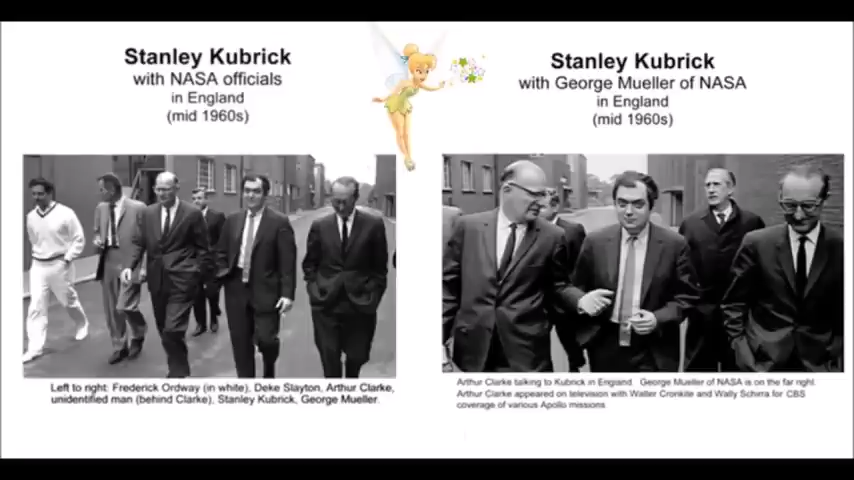 Stanley Kubrick
with NASA officials
in England
(mid 1960s)
Left to right: Frederick Ordway (in white), Deke Slayton, Arthur Clarke,
unidentified man (behind Clarke), Stanley Kubrick, George Mueller.
Stanley Kubrick
with George Mueller of NASA
in England
(mid 1960s)
Arthur Clarke talking to Kubrick in England. George Mueller of NASA is on the far right.
Arthur Clarke appeared on television with Walter Cronkite and Wally Schirra for CBS
coverage of various Apollo missions